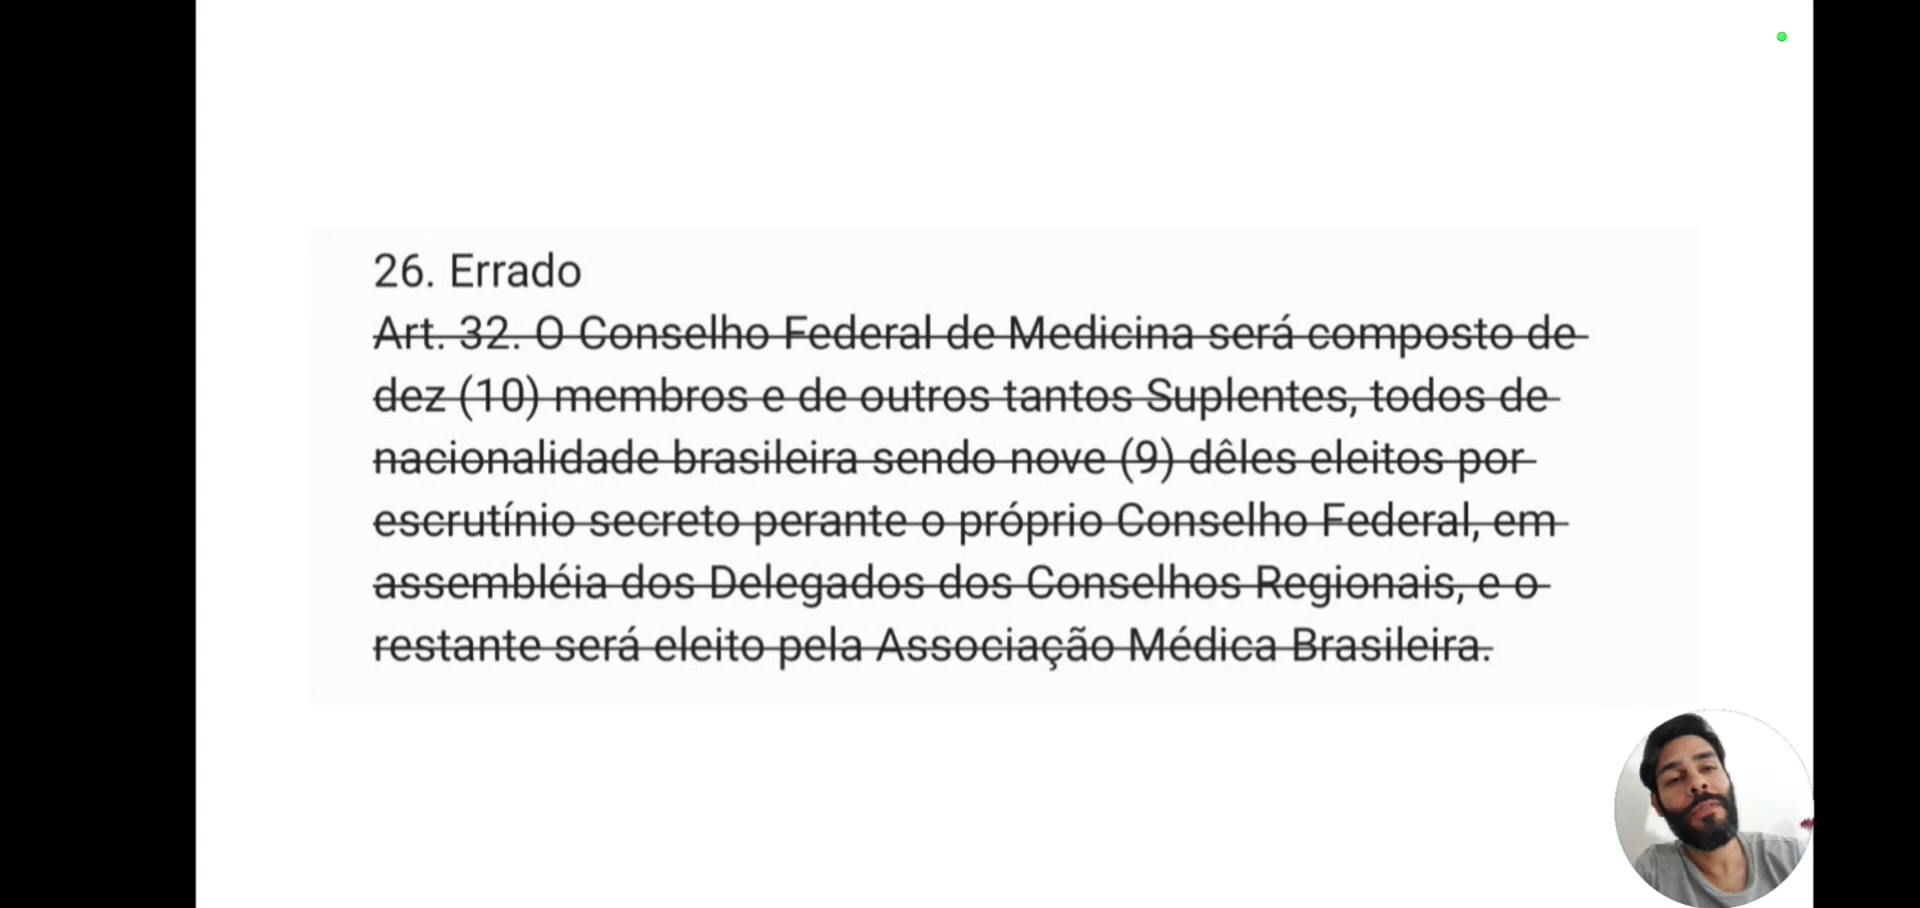 26. Errado
Art. 32. O Conselho Federal de Medicina será composto de
dez (10) membros e de outros tantos Suplentes, todos de
nacionalidade brasileira sendo nove (9) dêles eleitos por
escrutínio secreto perante o próprio Conselho Federal, em
assembléia dos Delegados dos Conselhos Regionais, e o
restante será eleito pela Associação Médica Brasileira.